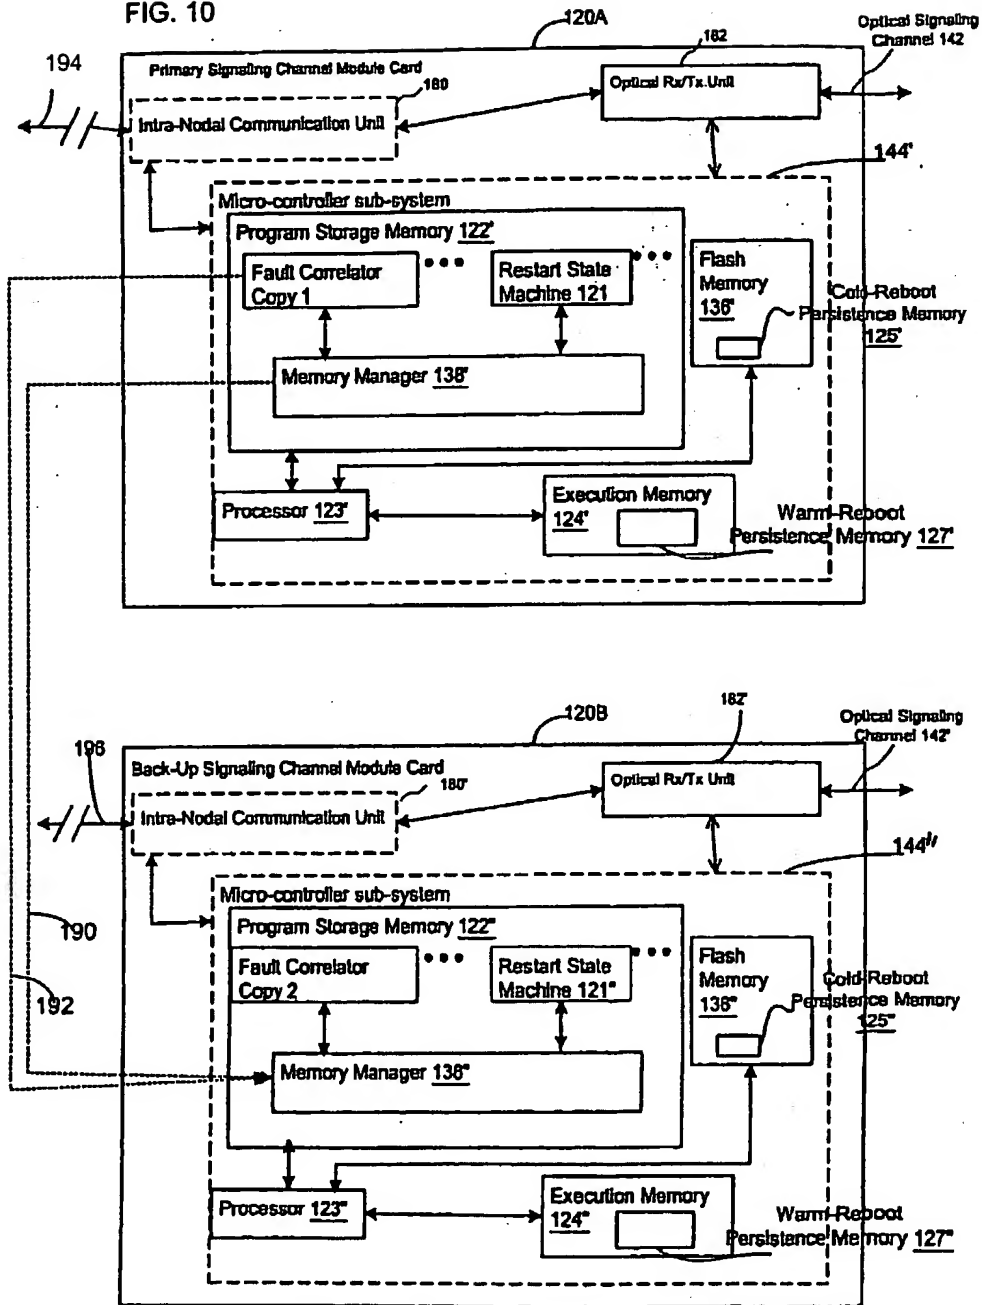 FIG. 10
120A
Optical Signaling
Channel 142
194
Primary Signaling Channel Module Card
180
182
Optical Rx/Tx Unit
Intra-Nodal Communication Unit
144'
Micro-controller sub-system
Program Storage Memory 122'
Fault Correlator
Copy 1
•••
Restart State
Machine 121
•••
Flash
Memory
136'
Cold-Reboot
Persistence Memory
125'
Memory Manager 138'
Processor 123'
Execution Memory
124'
Warm-Reboot
Persistence Memory 127'
120B
182'
Optical Signaling
Channel 142'
198
Back-Up Signaling Channel Module Card
180'
Optical Rx/Tx Unit
Intra-Nodal Communication Unit
144"
Micro-controller sub-system
190
Program Storage Memory 122"
Fault Correlator
Copy 2
•••
Restart State
Machine 121"
•••
Flash
Memory
136"
Cold-Reboot
Persistence Memory
125"
192
Memory Manager 138"
Processor 123"
Execution Memory
124"
Warm-Reboot
Persistence Memory 127"